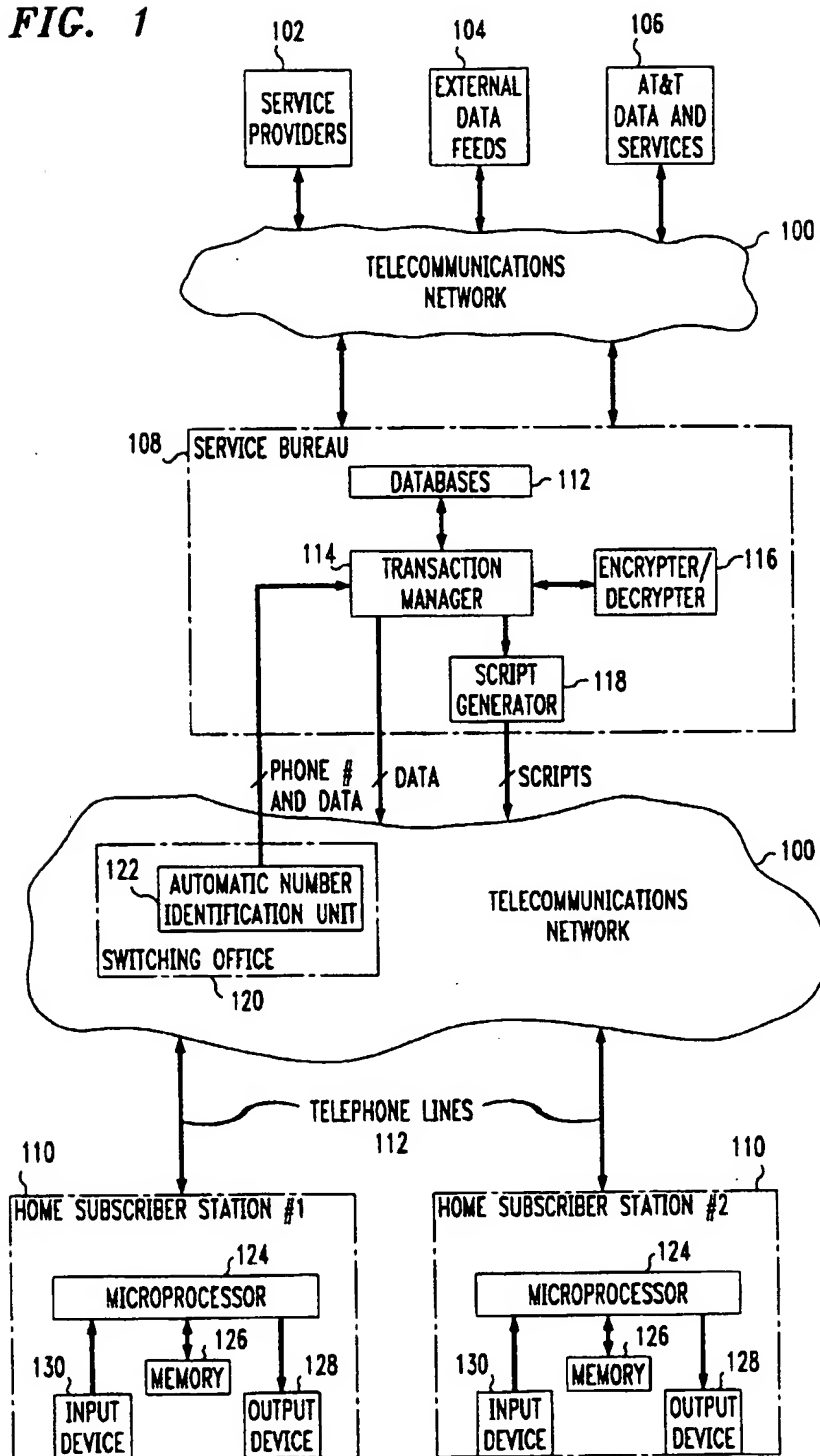 FIG. 1
102
104
106
SERVICE
PROVIDERS
EXTERNAL
DATA
FEEDS
AT&T
DATA AND
SERVICES
100
TELECOMMUNICATIONS
NETWORK
108
SERVICE BUREAU
DATABASES
112
114
TRANSACTION
MANAGER
ENCRYPTER/
DECRYPTER
116
SCRIPT
GENERATOR
118
PHONE #
AND DATA
DATA
SCRIPTS
100
122
AUTOMATIC NUMBER
IDENTIFICATION UNIT
SWITCHING OFFICE
120
TELECOMMUNICATIONS
NETWORK
TELEPHONE LINES
112
110
HOME SUBSCRIBER STATION #1
124
MICROPROCESSOR
126
MEMORY
130
INPUT
DEVICE
128
OUTPUT
DEVICE
110
HOME SUBSCRIBER STATION #2
124
MICROPROCESSOR
126
MEMORY
130
INPUT
DEVICE
128
OUTPUT
DEVICE